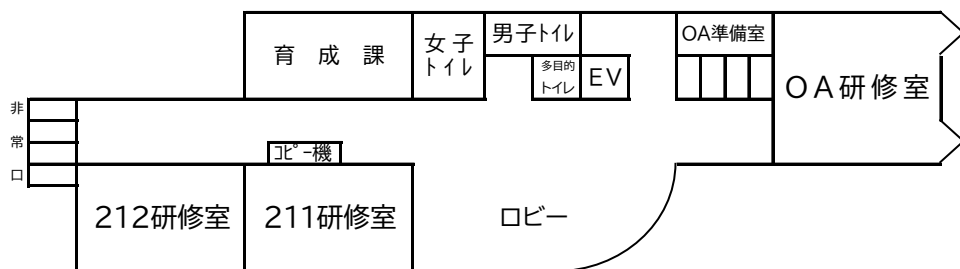 育成課
女子
トイレ
男子トイレ
多目的
トイレ
EV
OA準備室
OA研修室
非常口
コピー機
212研修室
211研修室
ロビー